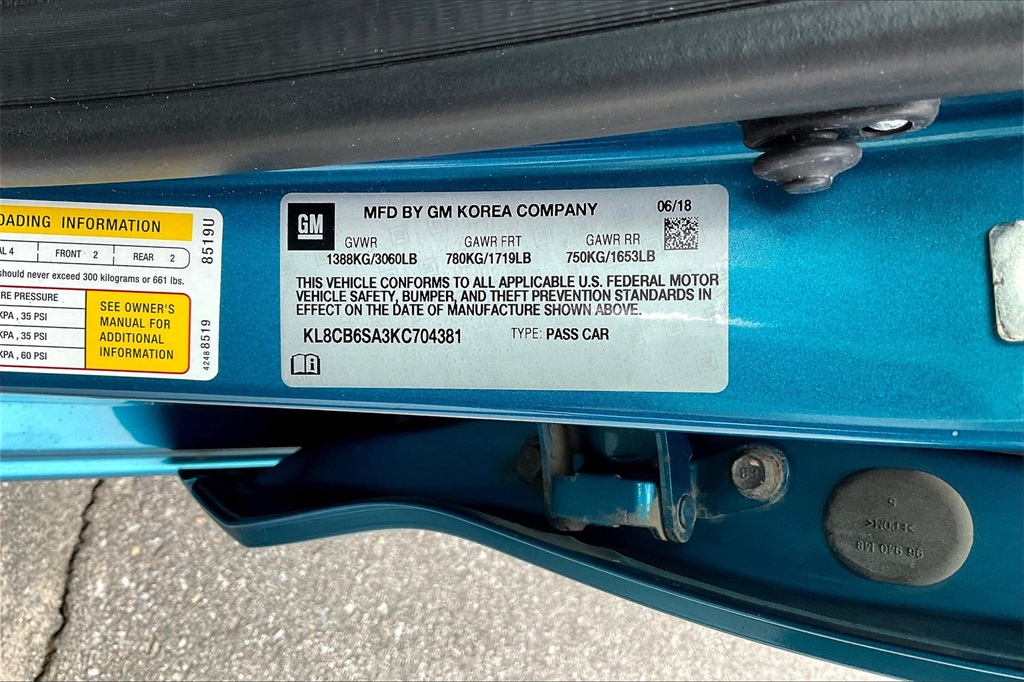 OADING INFORMATION
AL 4 FRONT 2 REAR 2
should never exceed 300 kilograms or 661 lbs.
RE PRESSURE
KPA, 35 PSI
KPA, 35 PSI
KPA, 60 PSI
SEE OWNER'S
MANUAL FOR
ADDITIONAL
INFORMATION
8519U
4248 8519
GM
MFD BY GM KOREA COMPANY 06/18
GVWR GAWR FRT GAWR RR
1388KG/3060LB 780KG/1719LB 750KG/1653LB
THIS VEHICLE CONFORMS TO ALL APPLICABLE U.S. FEDERAL MOTOR
VEHICLE SAFETY, BUMPER, AND THEFT PREVENTION STANDARDS IN
EFFECT ON THE DATE OF MANUFACTURE SHOWN ABOVE.
KL8CB6SA3KC704381 TYPE: PASS CAR
i
S
>EPDM<